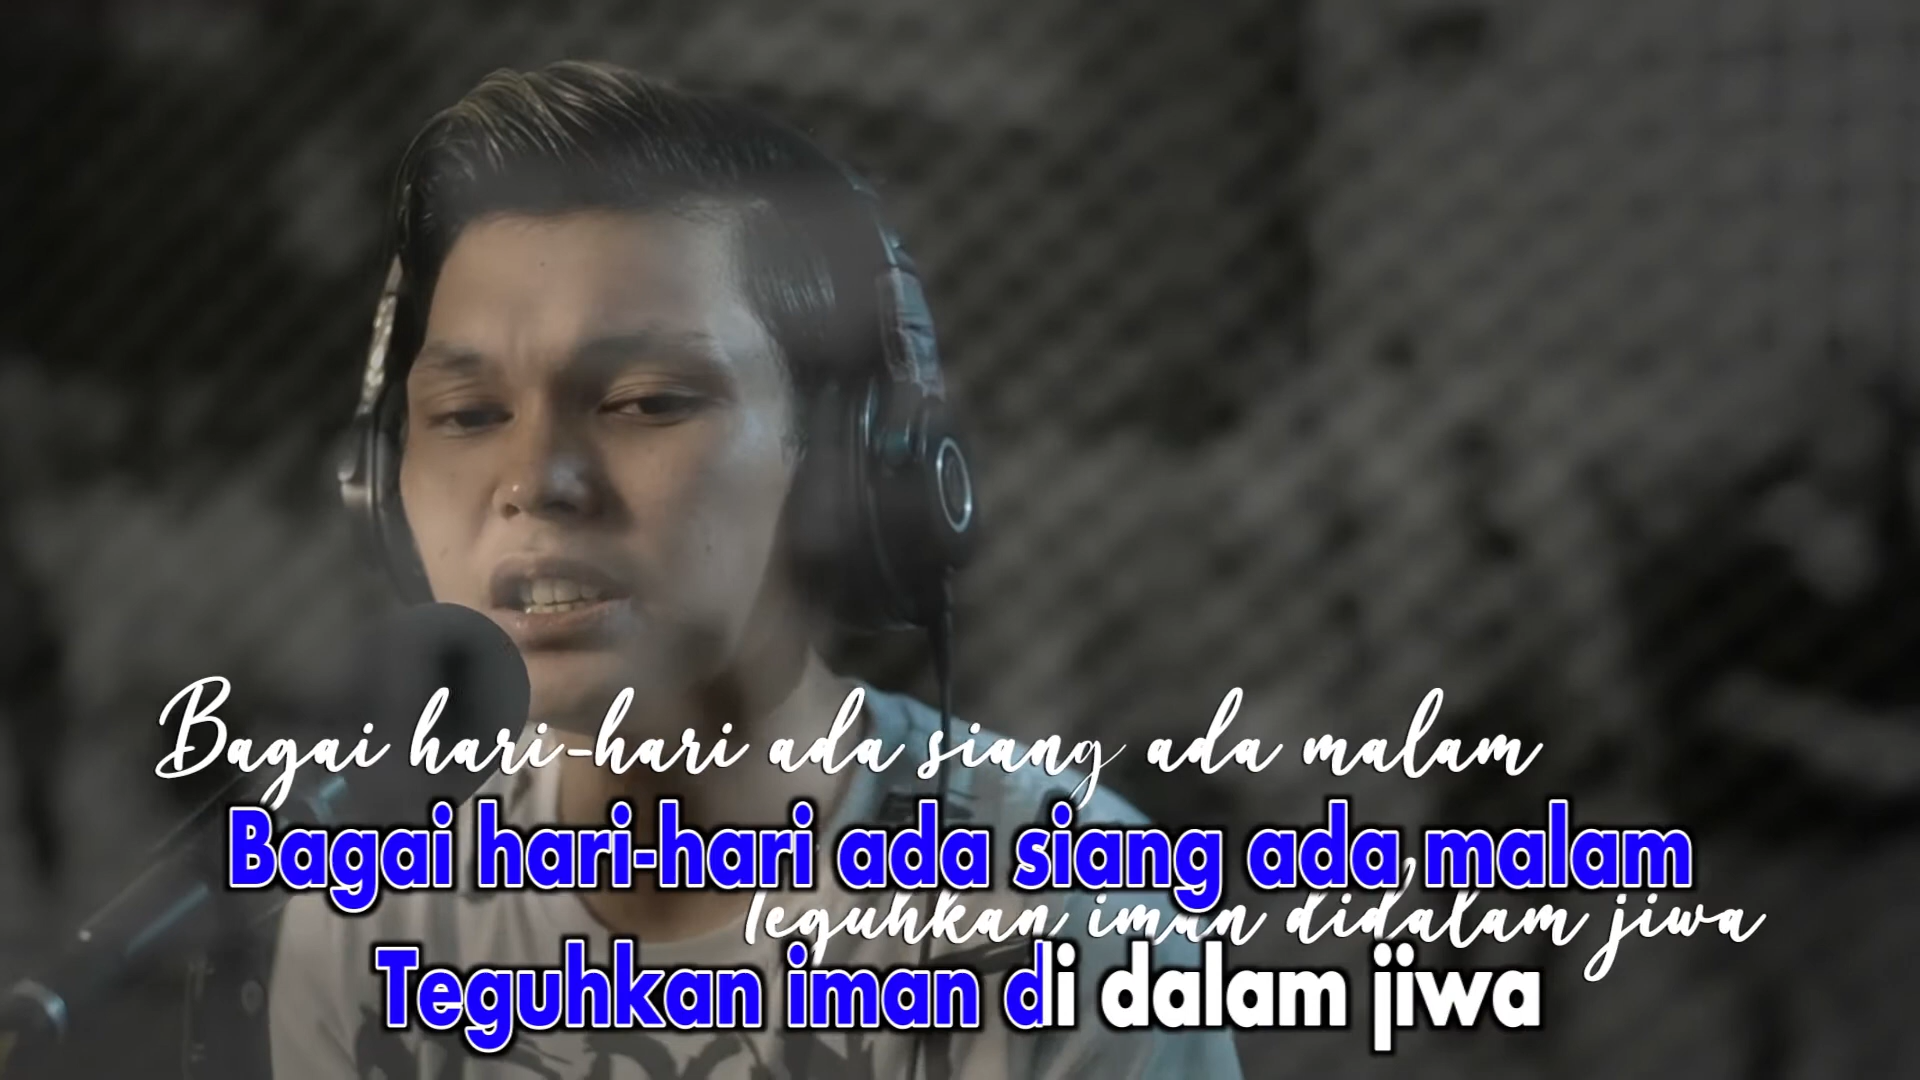 Bagai hari-hari ada siang ada malam
Bagai hari-hari ada siang ada malam
Teguhkan iman didalam jiwa
Teguhkan iman di dalam jiwa